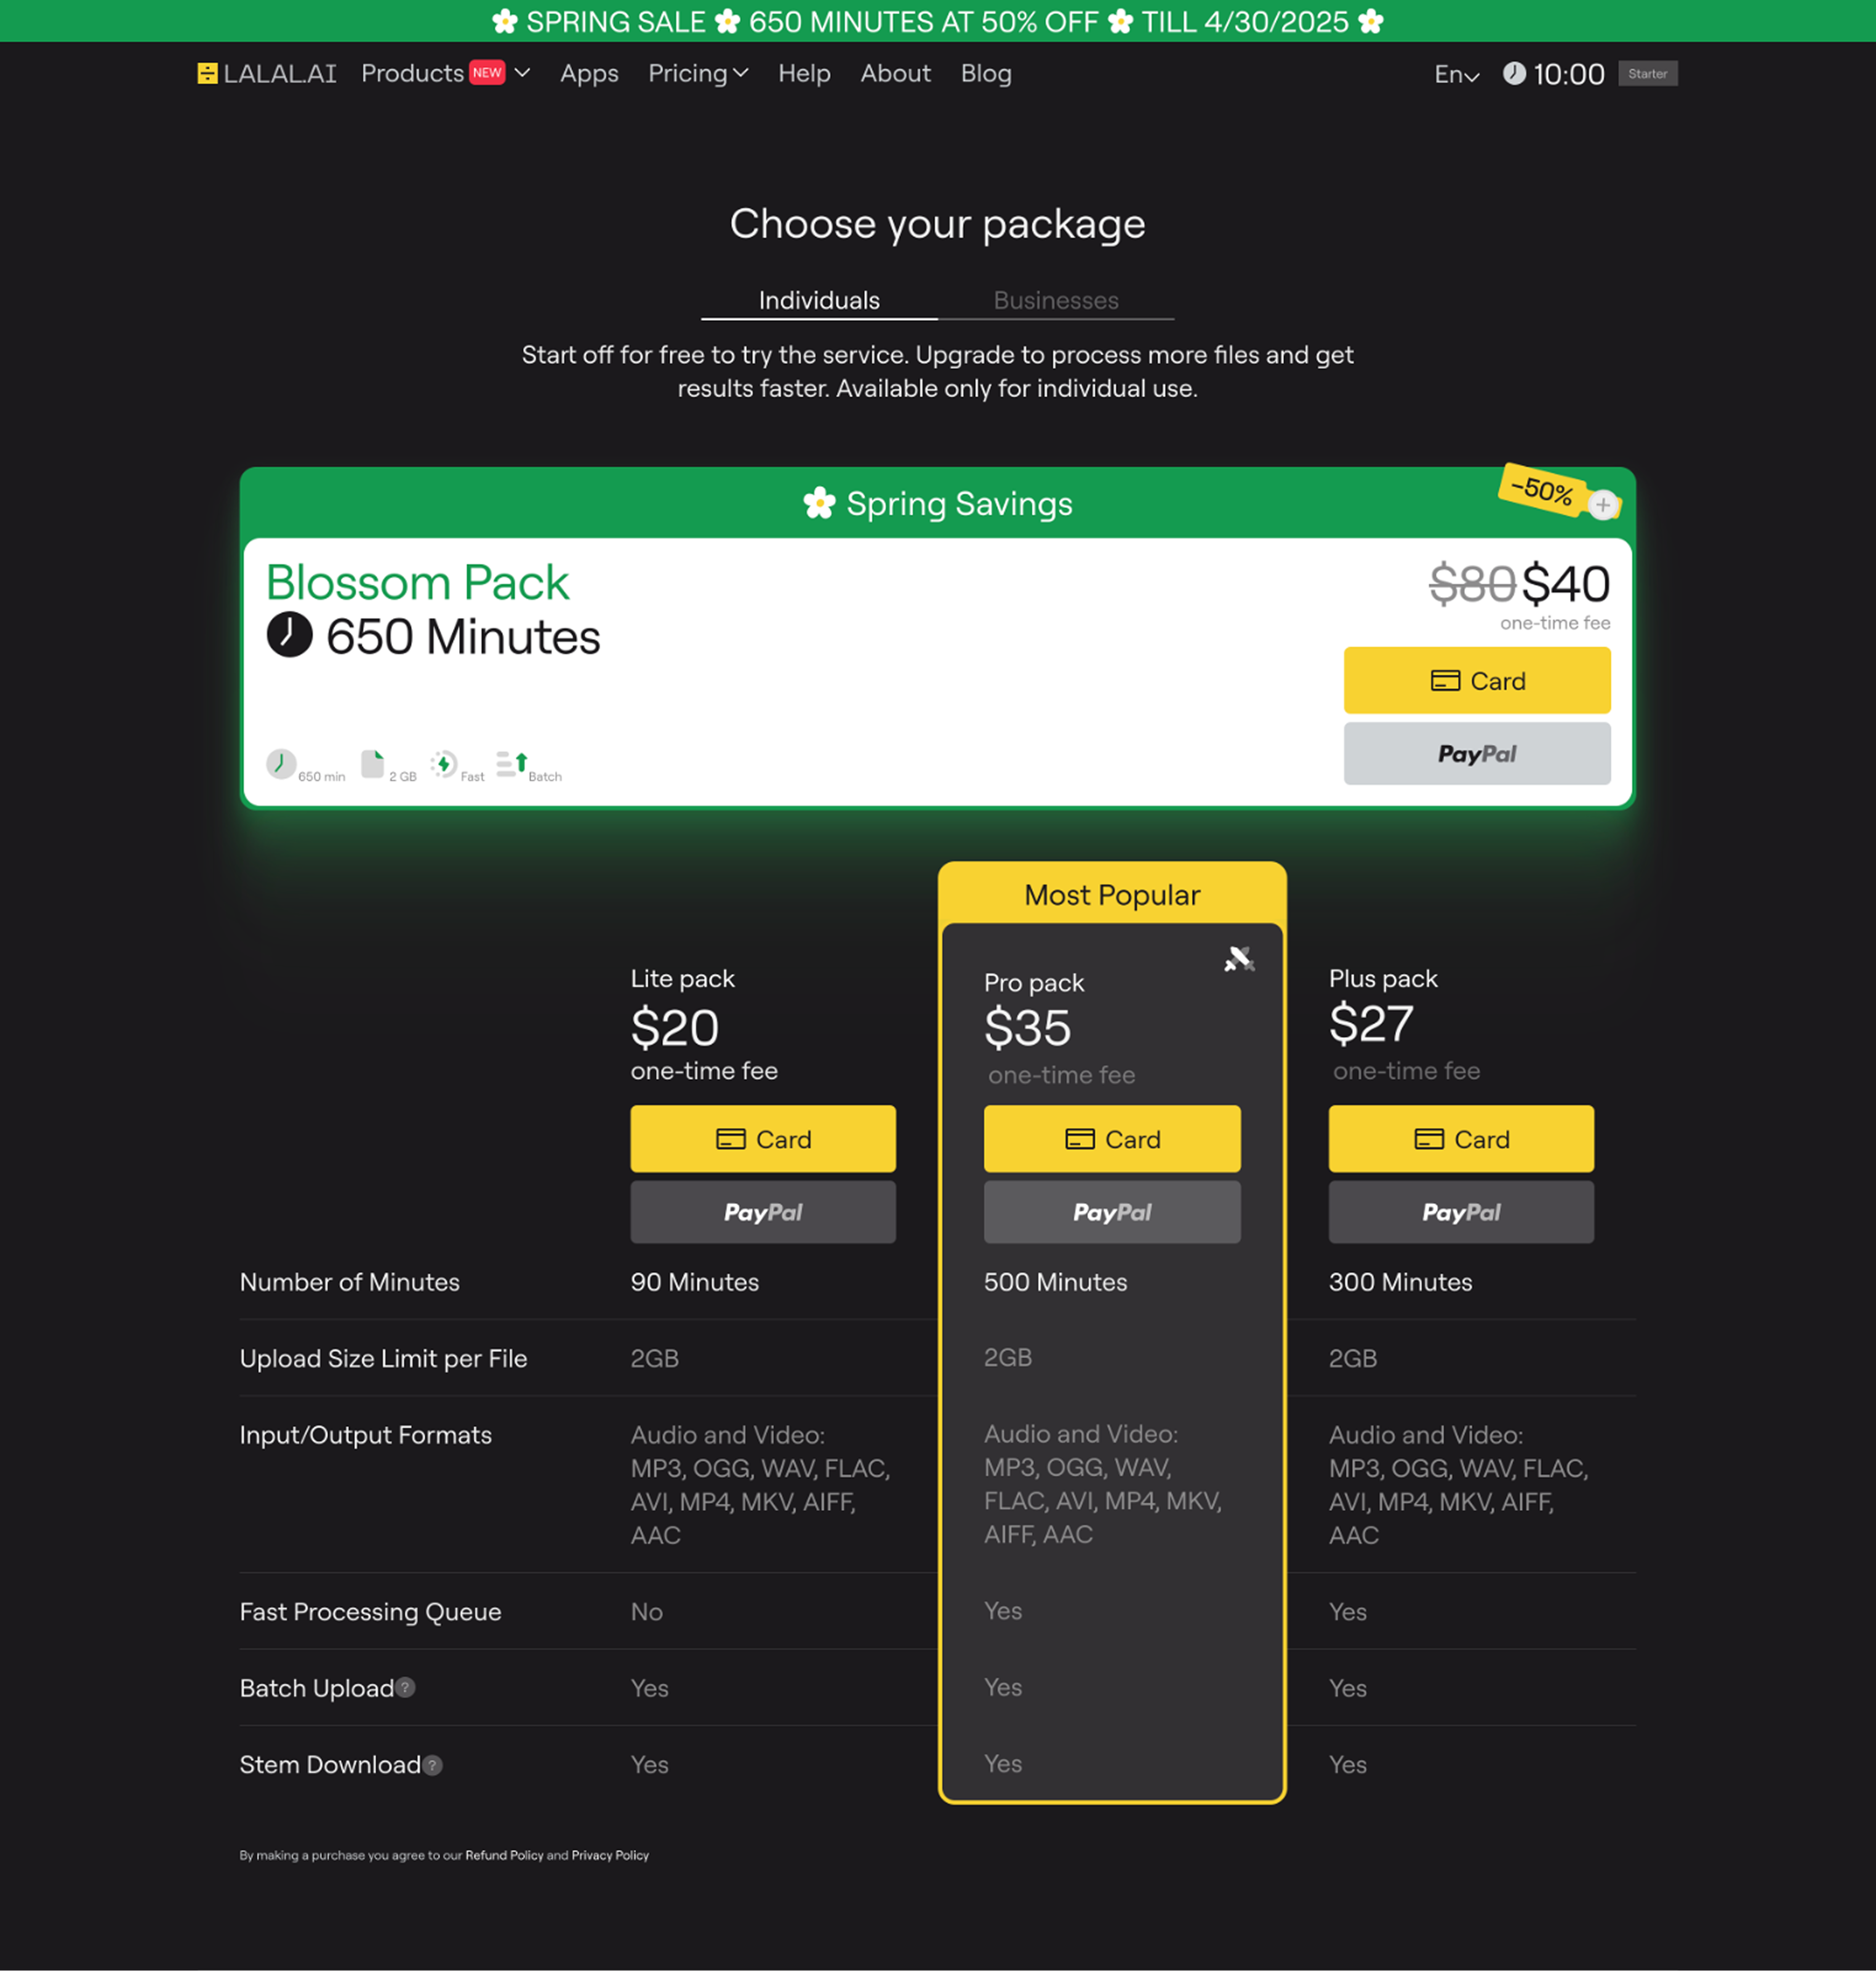 SPRING SALE 650 MINUTES AT 50% OFF TILL 4/30/2025
LALAL.AI Products NEW Apps Pricing Help About Blog En 10:00 Starter
Choose your package
Individuals Businesses
Start off for free to try the service. Upgrade to process more files and get
results faster. Available only for individual use.
Spring Savings -50%
Blossom Pack $80 $40
650 Minutes one-time fee
Card
PayPal
650 min 2 GB Fast Batch
Most Popular
Lite pack Pro pack Plus pack
$20 $35 $27
one-time fee one-time fee one-time fee
Card Card Card
PayPal PayPal PayPal
Number of Minutes 90 Minutes 500 Minutes 300 Minutes
Upload Size Limit per File 2GB 2GB 2GB
Input/Output Formats Audio and Video: Audio and Video: Audio and Video:
MP3, OGG, WAV, FLAC, MP3, OGG, WAV, MP3, OGG, WAV, FLAC,
AVI, MP4, MKV, AIFF, FLAC, AVI, MP4, MKV, AVI, MP4, MKV, AIFF,
AAC AIFF, AAC AAC
Fast Processing Queue No Yes Yes
Batch Upload ? Yes Yes Yes
Stem Download ? Yes Yes Yes
By making a purchase you agree to our Refund Policy and Privacy Policy